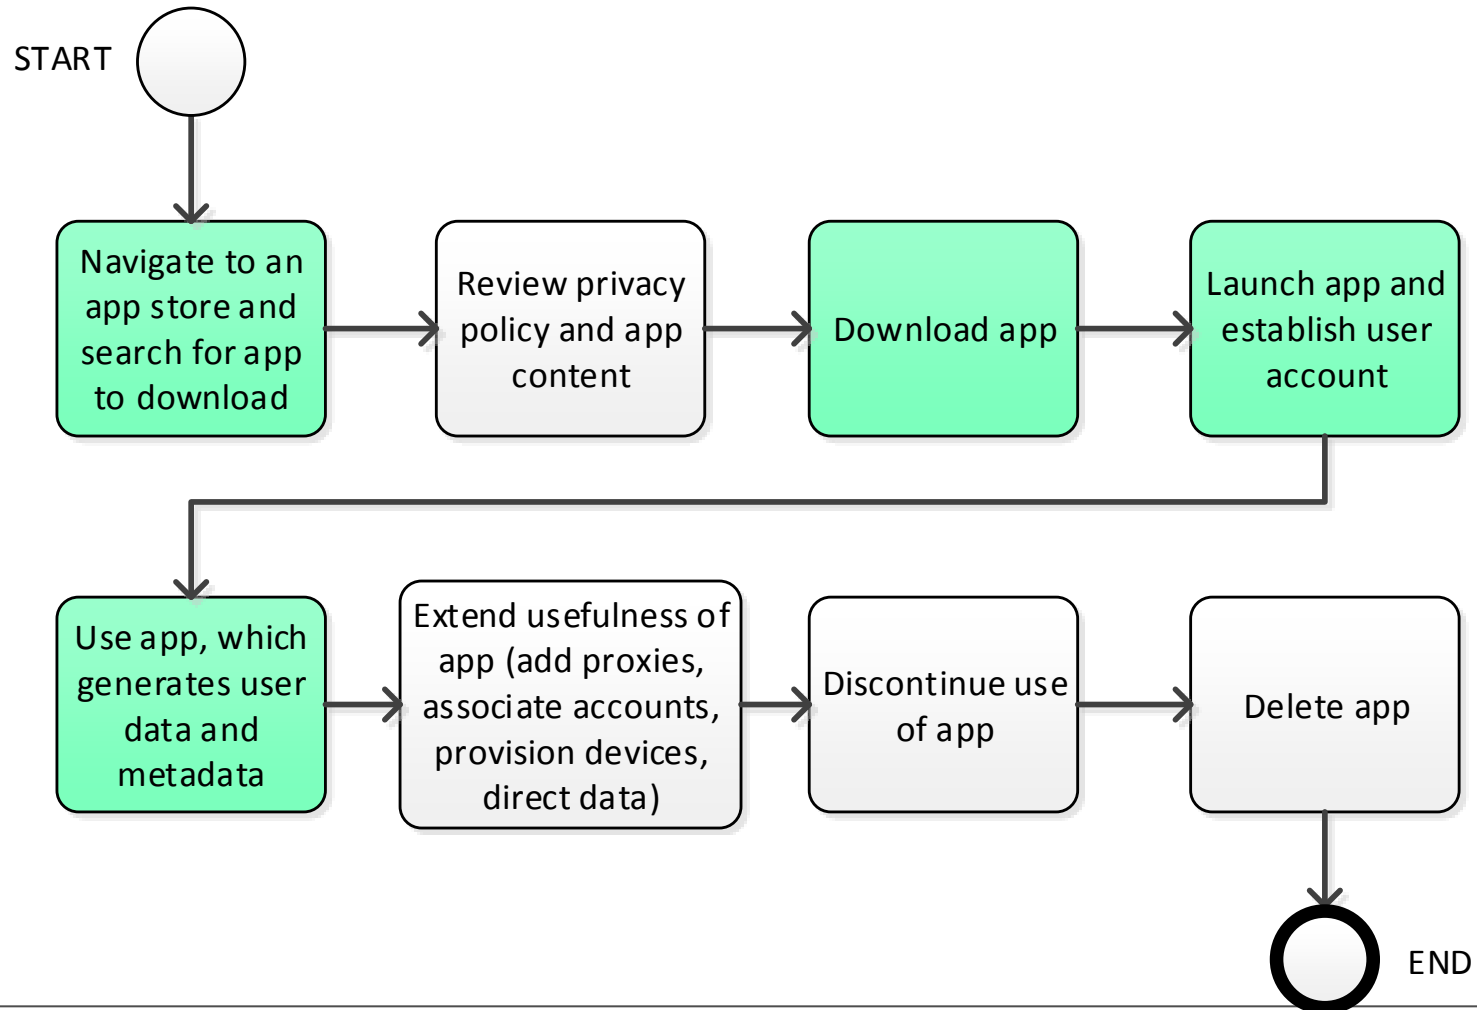 START
Navigate to an
app store and
search for app
to download
Review privacy
policy and app
content
Download app
Launch app and
establish user
account
Use app, which
generates user
data and
metadata
Extend usefulness of
app (add proxies,
associate accounts,
provision devices,
direct data)
Discontinue use
of app
Delete app
END